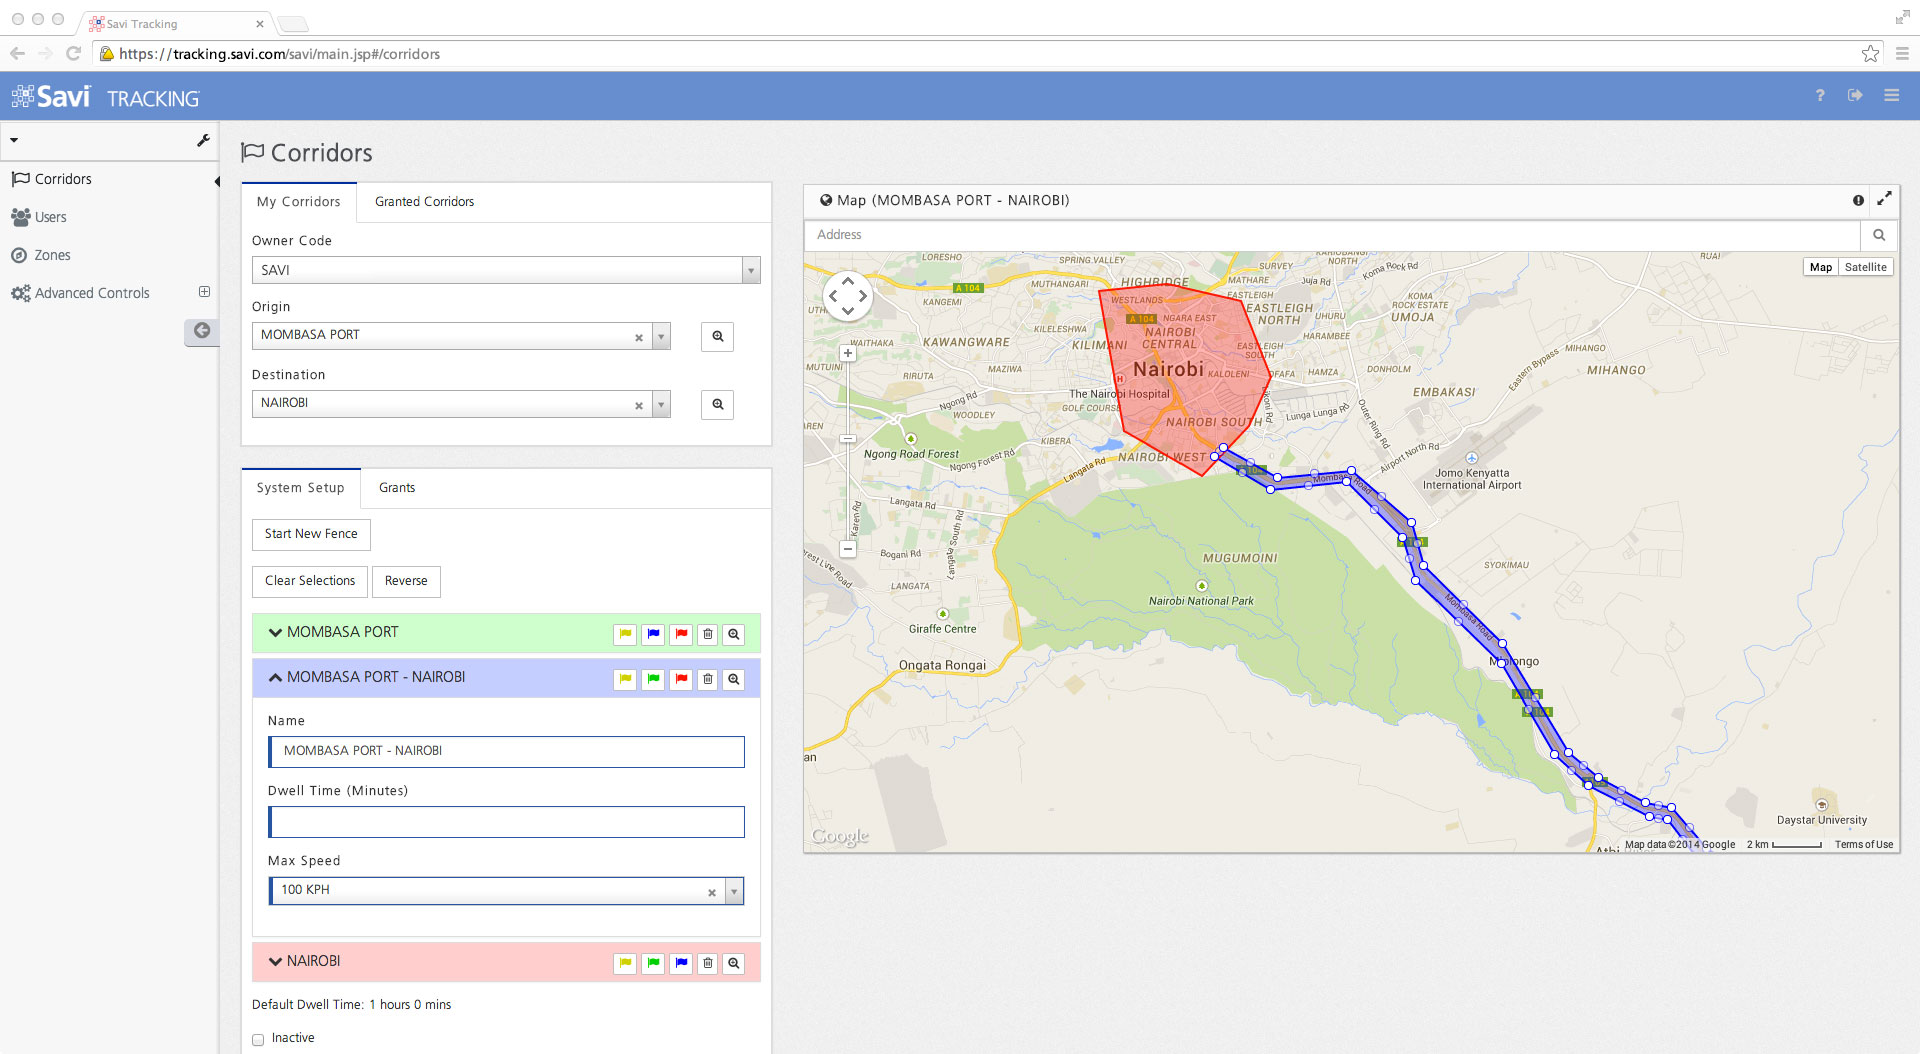 Savi Tracking
https://tracking.savi.com/savi/main.jsp#/corridors
Savi TRACKING
Corridors
Users
Zones
Advanced Controls
Corridors
My Corridors
Granted Corridors
Owner Code
SAVI
Origin
MOMBASA PORT
Destination
NAIROBI
System Setup
Grants
Start New Fence
Clear Selections
Reverse
MOMBASA PORT
MOMBASA PORT - NAIROBI
Name
MOMBASA PORT - NAIROBI
Dwell Time (Minutes)
Max Speed
100 KPH
NAIROBI
Default Dwell Time: 1 hours 0 mins
Inactive
Map (MOMBASA PORT - NAIROBI)
Address
Map
Satellite
LORESHO
SPRING VALLEY
SURVEY
KARIOBANGI
NORTH
RUAI
Koma Rock Rd
MUTHANGARI
HIGHRIDGE
Juja Rd
A 104
KANGEMI
WESTLANDS
EASTLEIGH
EASTLEIGH
NORTH
KOMA
ROCK ESTATE
UMOJA
A 104
NGARA EAST
KILELESHWA
NAIROBI
CENTRAL
WAITHAKA
KAWANGWARE
KILIMANI
EASTLEIGH
SOUTH
HARAMBEE
MIHANGO
MUTUINI
RIRUTA
MAZIWA
Nairobi
KALOLENI
OFAFA
HAMZA
DONHOLM
Eastern Bypass
MIHANGO
The Nairobi Hospital
EMBAKASI
Ngong Rd
WOODLEY
GOLF COURSE
Lunga Lunga Rd
Outer Ring Rd
NAIROBI SOUTH
KIBERA
Ngong Road Forest
Ngong Forest Rd
Langata Rd
NAIROBI WEST
Airport North Rd
Jomo Kenyatta
International Airport
Mombasa Road
Karen Rd
Langata Rd
Langata South Rd
Bogani Rd
MUGUMOINI
SYOKIMAU
LANGATA
Nairobi National Park
Giraffe Centre
Mombasa Road
Ongata Rongai
Mlolongo
Daystar University
Google
Map data ©2014 Google
2 km
Terms of Use